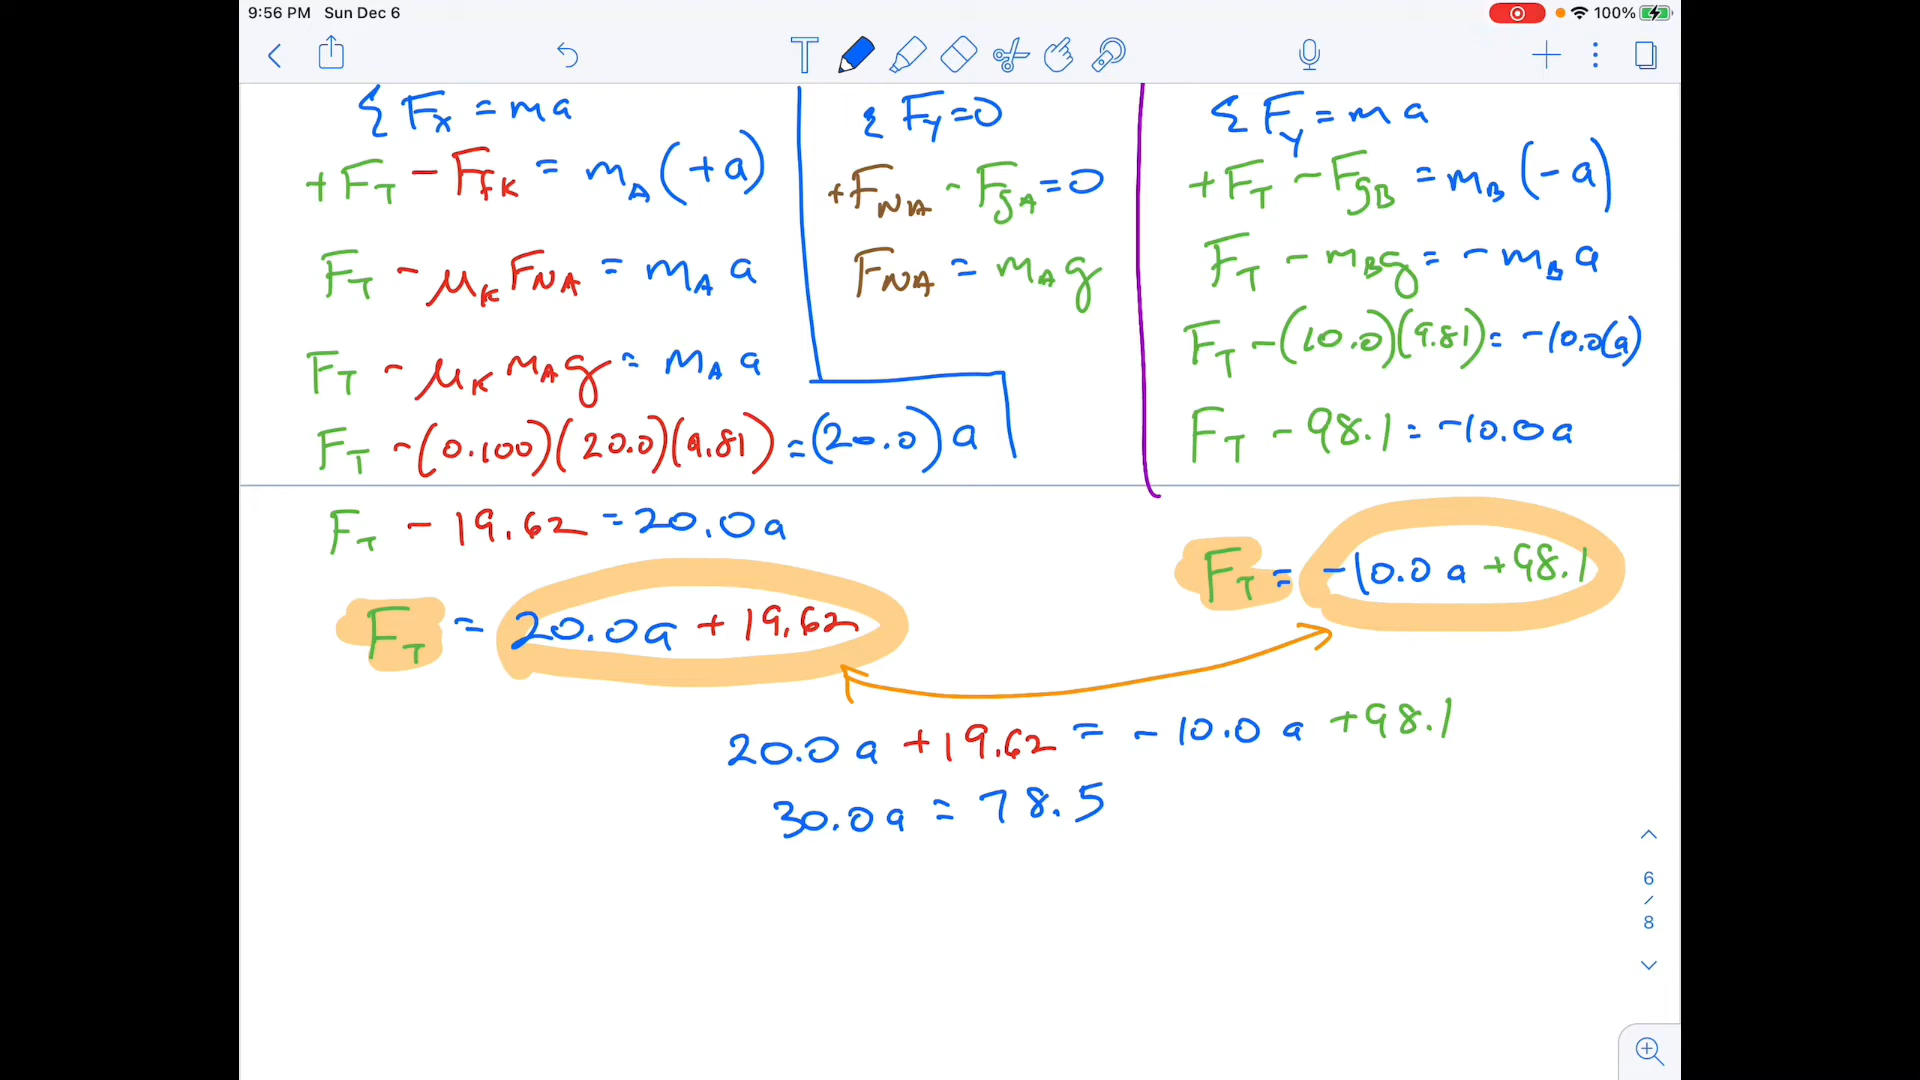 9:56 PM Sun Dec 6 100%
T
Σ Fx = ma
+FT - FfK = mA (+a)
FT - μK FNA = mA a
FT - μK mA g = mA a
FT - (0.100)(20.0)(9.81) = (20.0) a
FT - 19.62 = 20.0a
FT = 20.0a + 19.62
Σ Fy = 0
+FNA - FgA = 0
FNA = mA g
Σ Fy = ma
+FT - FgB = mB (-a)
FT - mB g = -mB a
FT - (10.0)(9.81) = -10.0(a)
FT - 98.1 = -10.0a
FT = -10.0a + 98.1
20.0a + 19.62 = -10.0a + 98.1
30.0a = 78.5
6
/
8